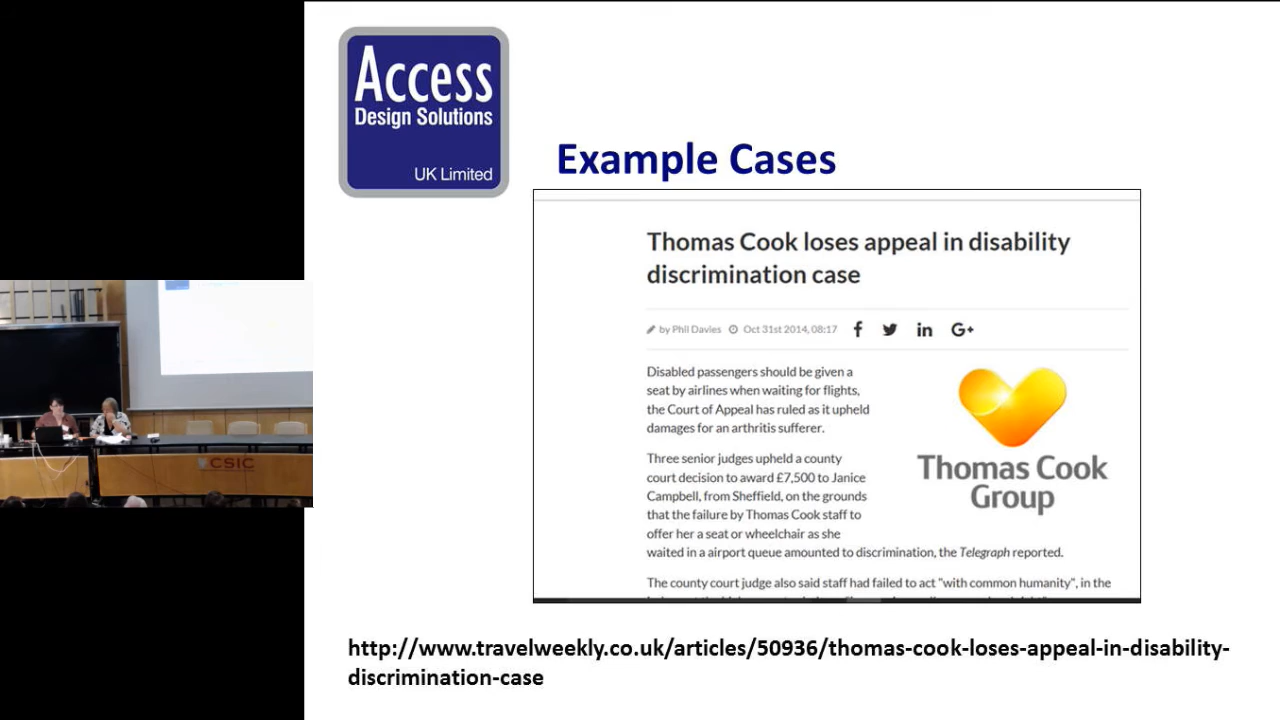 Access
Design Solutions
UK Limited
Example Cases
Thomas Cook loses appeal in disability
discrimination case
by Phil Davies Oct 31st 2014, 08:17
Disabled passengers should be given a
seat by airlines when waiting for flights,
the Court of Appeal has ruled as it upheld
damages for an arthritis sufferer.
Three senior judges upheld a county
court decision to award £7,500 to Janice
Campbell, from Sheffield, on the grounds
that the failure by Thomas Cook staff to
offer her a seat or wheelchair as she
waited in a airport queue amounted to discrimination, the Telegraph reported.
The county court judge also said staff had failed to act "with common humanity", in the
Thomas Cook
Group
CSIC
http://www.travelweekly.co.uk/articles/50936/thomas-cook-loses-appeal-in-disability-
discrimination-case